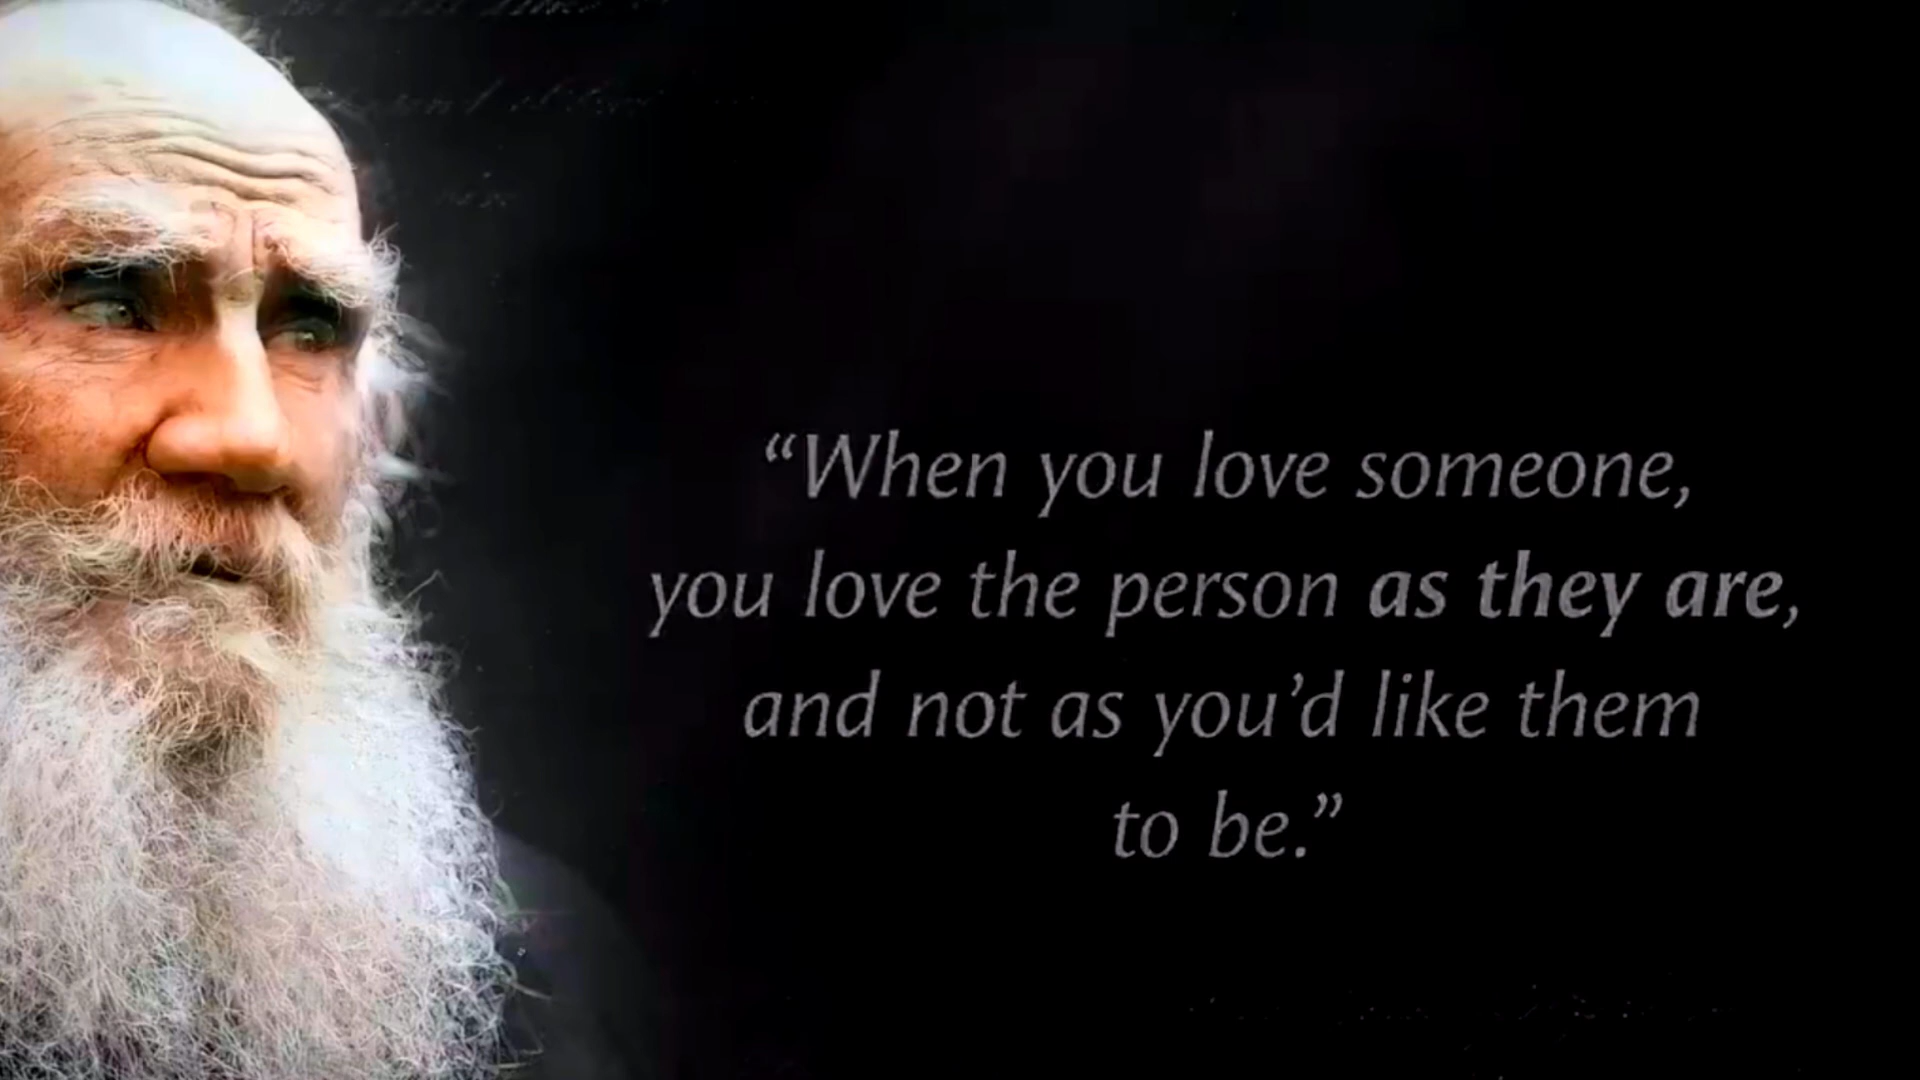 “When you love someone,
you love the person as they are,
and not as you’d like them
to be.”